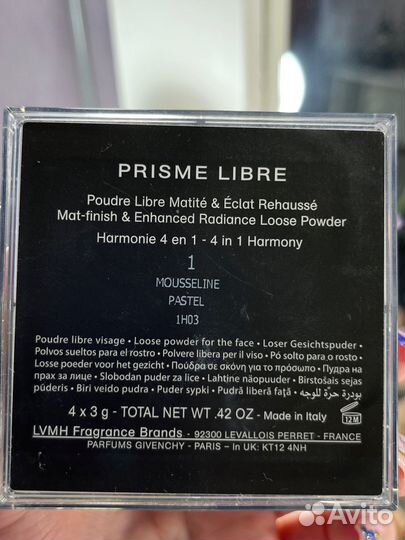 PRISME LIBRE
Poudre Libre Matité & Éclat Rehaussé
Mat-finish & Enhanced Radiance Loose Powder
Harmonie 4 en 1 - 4 in 1 Harmony
1
MOUSSELINE
PASTEL
1H03
Poudre libre visage • Loose powder for the face • Loser Gesichtspuder •
Polvos sueltos para el rostro • Polvere libera per il viso • Pó solto para o rosto •
Losse poeder voor het gezicht • Πούδρα σε σκόνη για το πρόσωπο • Пудра на
прах за лице • Slobodan puder za lice • Lahtine näopuuder • Birstošais sejas
pūderis • Biri veido pudra • Puder sypki • Pudră liberă față • بودرة حرّة للوجه
4 x 3 g - TOTAL NET WT .42 OZ - Made in Italy
12 M
LVMH Fragrance Brands - 92300 LEVALLOIS PERRET - FRANCE
PARFUMS GIVENCHY - PARIS - In UK: KT12 4NH
Avito